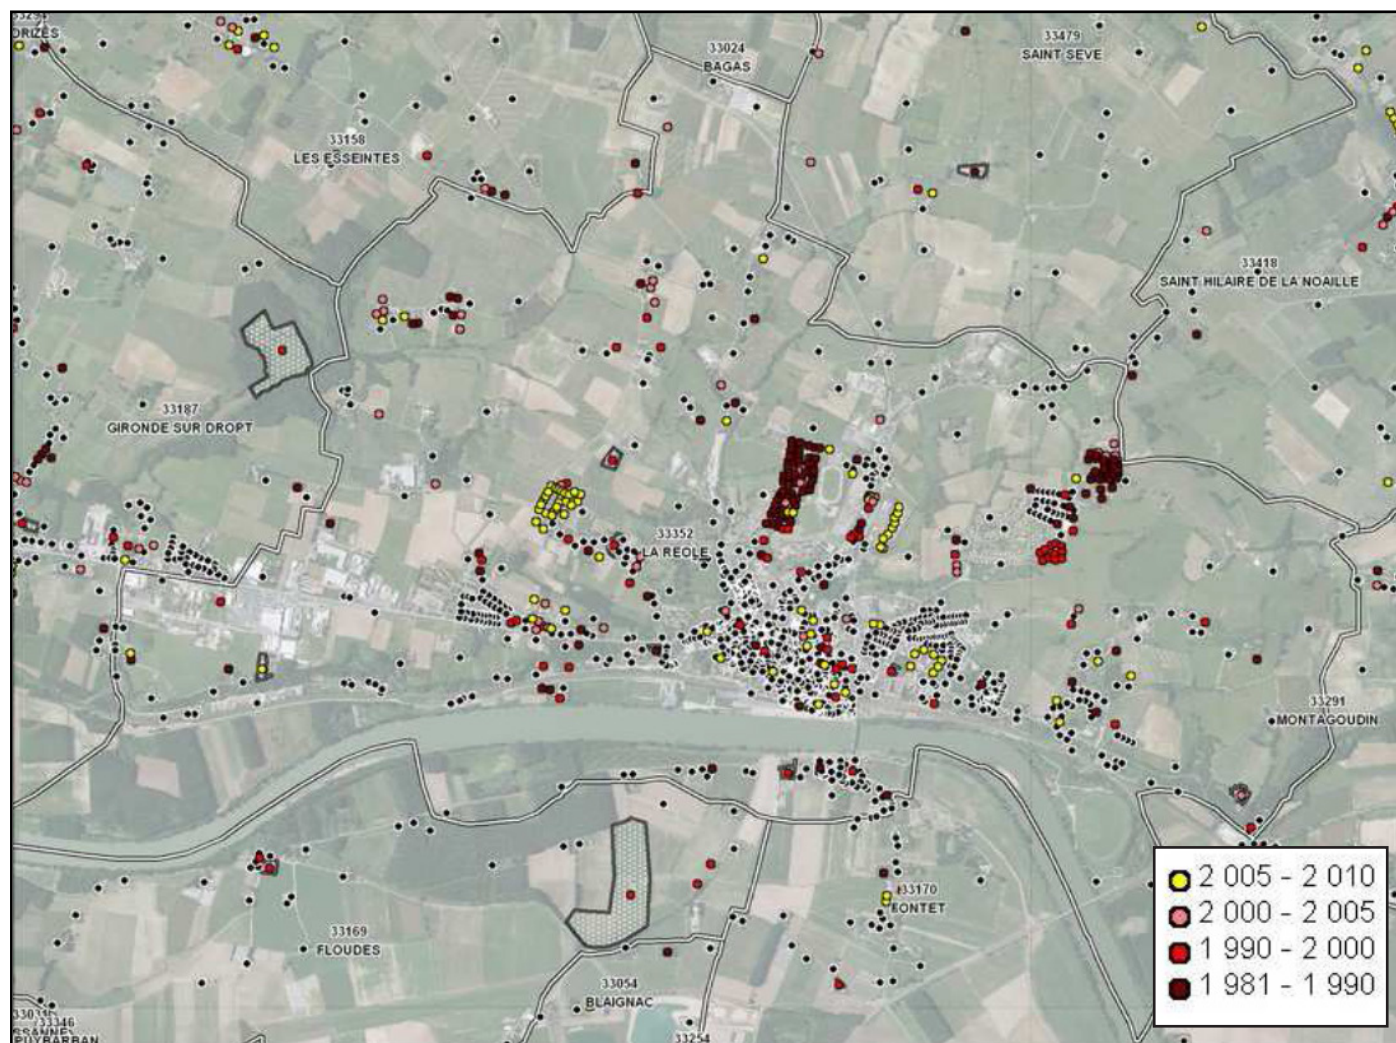 33024
BAGAS
33479
SAINT SEVE
33158
LES ESSEINTES
33418
SAINT HILAIRE DE LA NOAILLE
33187
GIRONDE SUR DROPT
33352
LA REOLE
33291
MONTAGOUDIN
33170
33169
FLOUDES
33054
BLAIGNAC
33254
33346
PUYBARBAN
2 005 - 2 010
2 000 - 2 005
1 990 - 2 000
1 981 - 1 990